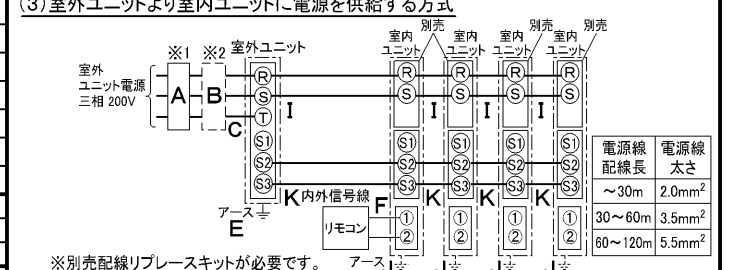 (3)室外ユニットより室内ユニットに電源を供給する方式
※1 ※2 室外ユニット
室内ユニット 別売 室内ユニット 室内ユニット 別売 室内ユニット 別売
室外
ユニット電源
三相 200V
A B C
R S T S1 S2 S3
I I I I I
R S S1 S2 S3 ① ②
R S S1 S2 S3 ① ②
R S S1 S2 S3 ① ②
R S S1 S2 S3 ① ②
K 内外信号線 F K K K
アース
E
リモコン
アース
電源線配線長 電源線太さ
～30m 2.0mm²
30～60m 3.5mm²
60～120m 5.5mm²
※別売配線リプレースキットが必要です。